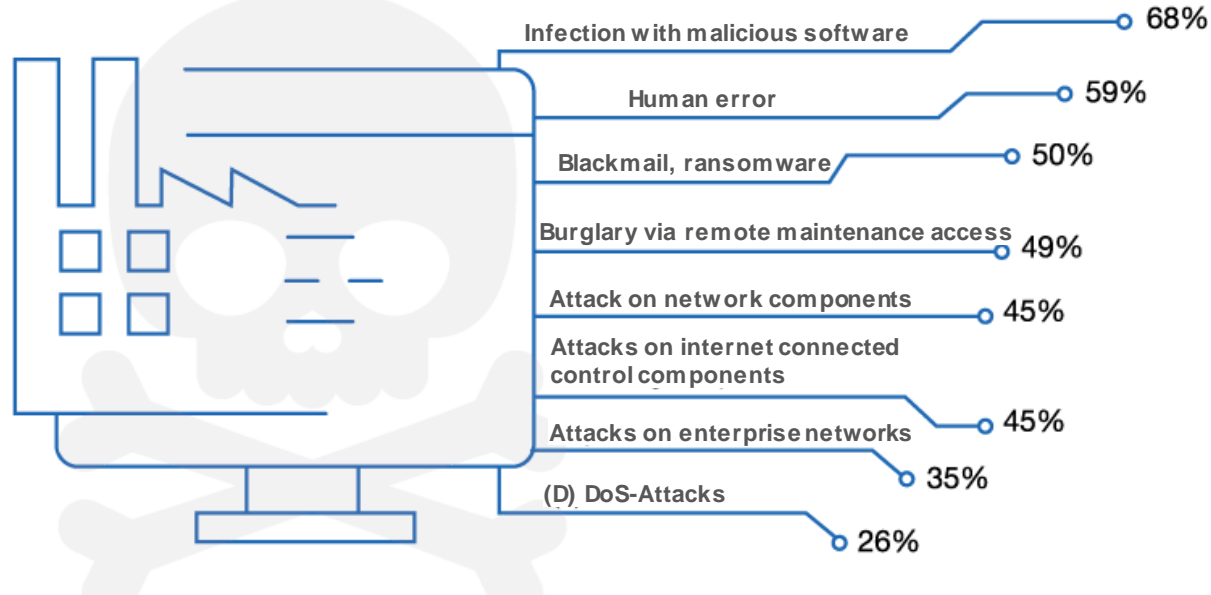 Infection with malicious software
68%
Human error
59%
Blackmail, ransomware
50%
Burglary via remote maintenance access
49%
Attack on network components
45%
Attacks on internet connected
control components
45%
Attacks on enterprise networks
35%
(D) DoS-Attacks
26%